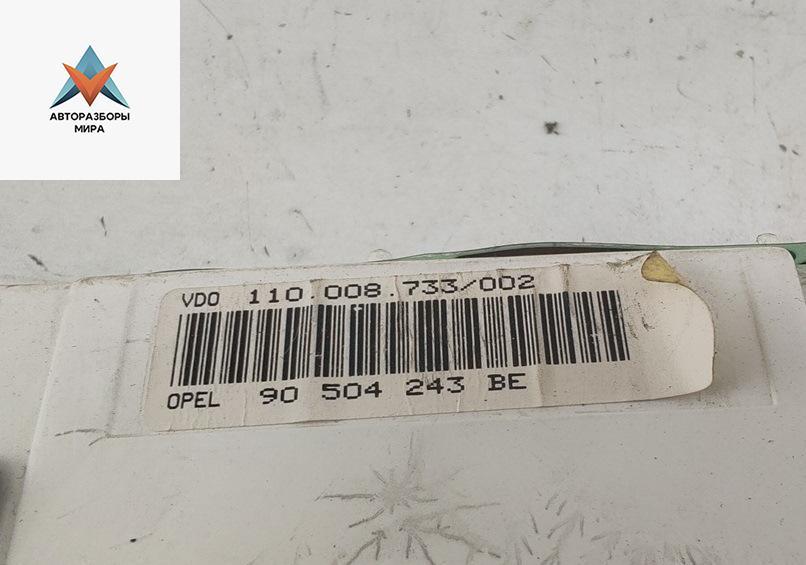 АВТОРАЗБОРЫ
МИРА
VDO 110.008.733/002
OPEL 90 504 243 BE